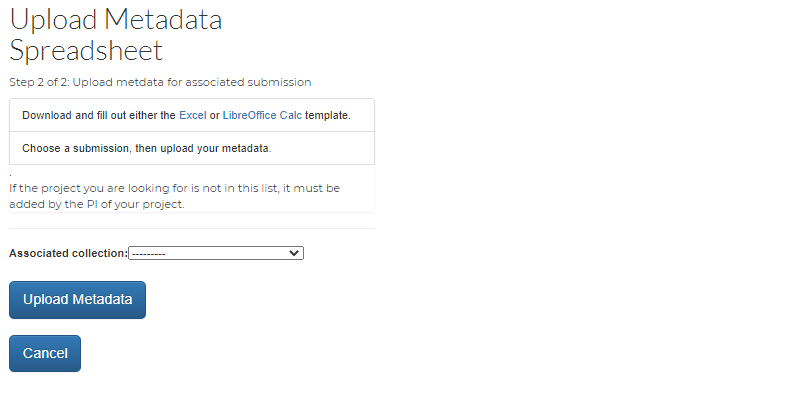 Upload Metadata
Spreadsheet
Step 2 of 2: Upload metdata for associated submission
Download and fill out either the Excel or LibreOffice Calc template.
Choose a submission, then upload your metadata.
.
If the project you are looking for is not in this list, it must be
added by the PI of your project.
Associated collection: ---------
Upload Metadata
Cancel